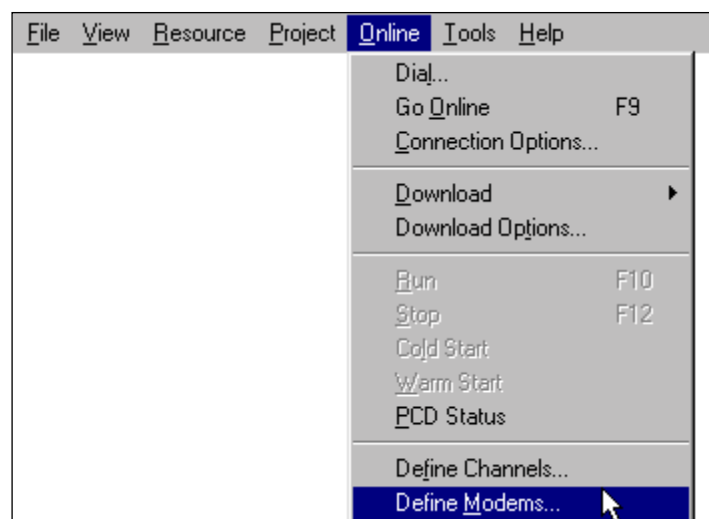 File View Resource Project Online Tools Help
Dial...
Go Online F9
Connection Options...
Download
Download Options...
Run F10
Stop F12
Cold Start
Warm Start
PCD Status
Define Channels...
Define Modems...